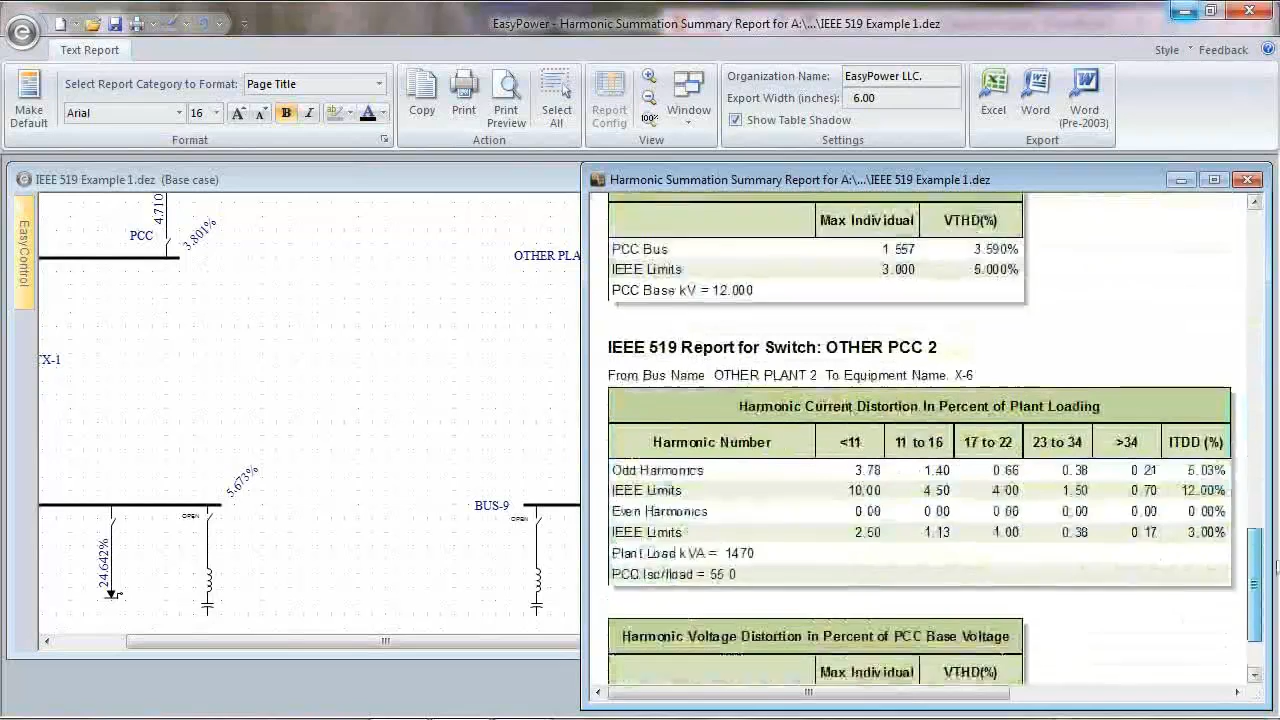 EasyPower - Harmonic Summation Summary Report for A:\...\IEEE 519 Example 1.dez
Text Report
Style
Feedback
Make Default
Select Report Category to Format: Page Title
Arial 16
B I A
Format
Copy
Print
Print Preview
Select All
Action
Report Config
100%
Window
View
Organization Name: EasyPower LLC.
Export Width (inches): 6.00
Show Table Shadow
Settings
Excel
Word
Word (Pre-2003)
Export
IEEE 519 Example 1.dez (Base case)
EasyControl
4.710
PCC
3.801%
OTHER PLA
TX-1
5.673%
OPEN
24.642%
BUS-9
OPEN
Harmonic Summation Summary Report for A:\...\IEEE 519 Example 1.dez
Max Individual VTHD(%)
PCC Bus 1.557 3.590%
IEEE Limits 3.000 5.000%
PCC Base kV = 12.000
IEEE 519 Report for Switch: OTHER PCC 2
From Bus Name OTHER PLANT 2 To Equipment Name. X-6
Harmonic Current Distortion In Percent of Plant Loading
Harmonic Number <11 11 to 16 17 to 22 23 to 34 >34 ITDD (%)
Odd Harmonics 3.78 1.40 0.66 0.38 0.21 5.03%
IEEE Limits 10.00 4.50 4.00 1.50 0.70 12.00%
Even Harmonics 0.00 0.00 0.00 0.00 0.00 0.00%
IEEE Limits 2.50 1.13 1.00 0.38 0.17 3.00%
Plant Load kVA = 1470
PCC Isc/Iload = 55.0
Harmonic Voltage Distortion in Percent of PCC Base Voltage
Max Individual VTHD(%)